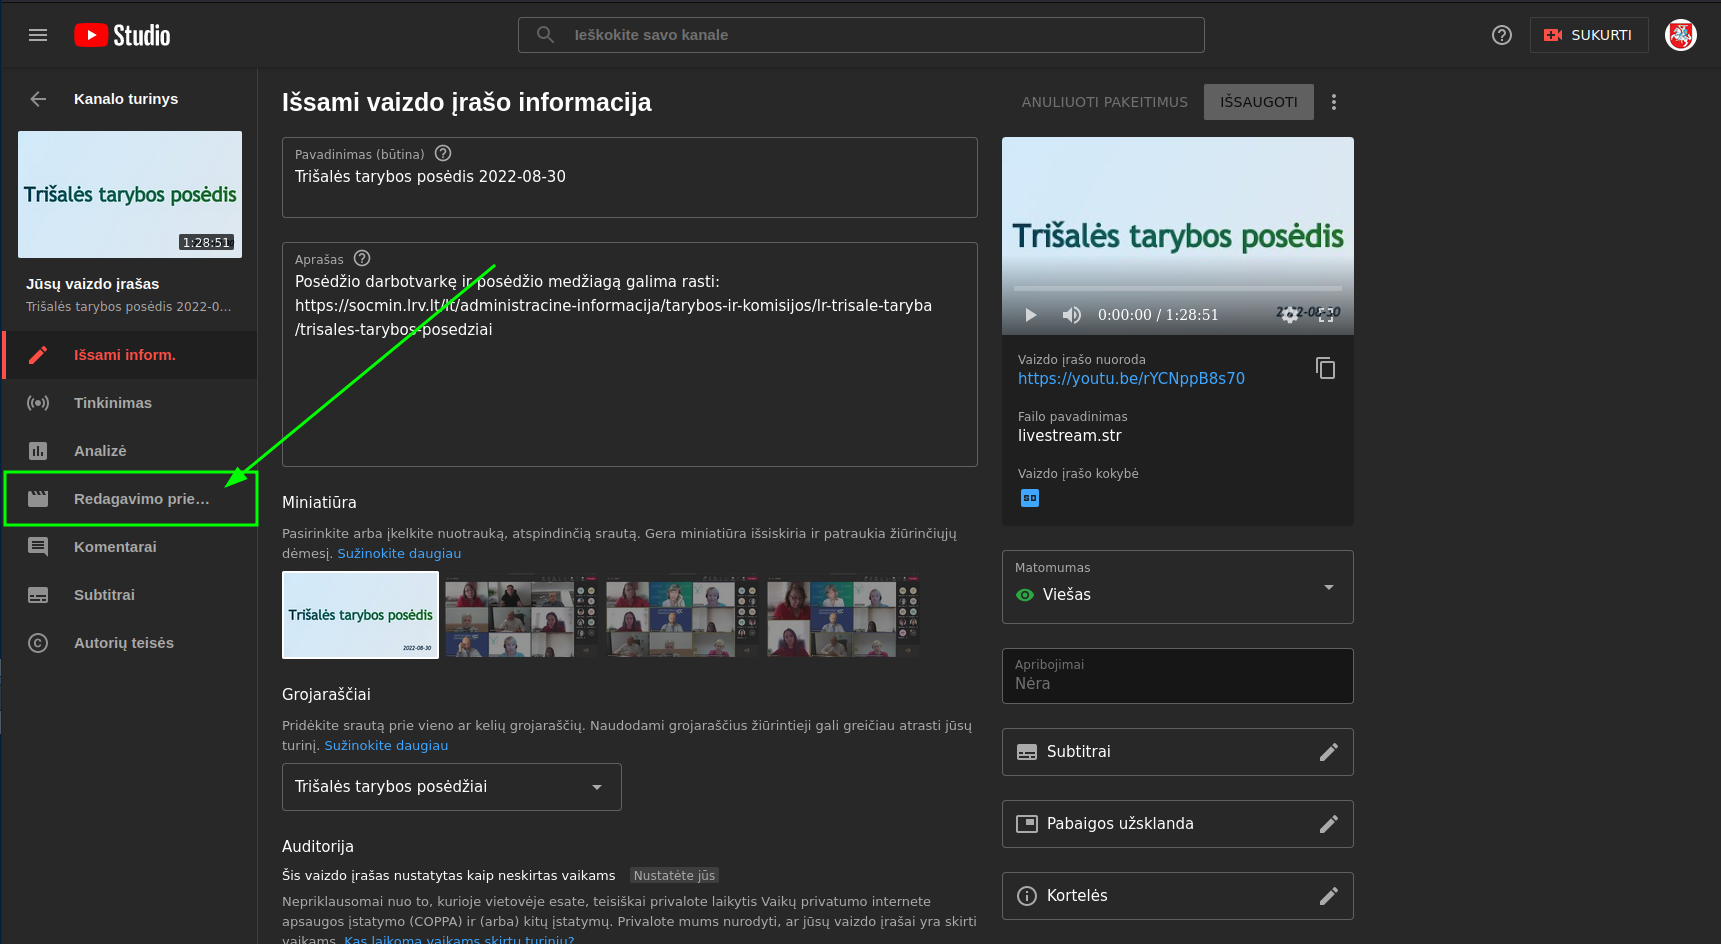 Studio
Ieškokite savo kanale
SUKURTI
Kanalo turinys
Trišalės tarybos posėdis
1:28:51
Jūsų vaizdo įrašas
Trišalės tarybos posėdis 2022-0...
Išsami inform.
Tinkinimas
Analizė
Redagavimo prie...
Komentarai
Subtitrai
Autorių teisės
Išsami vaizdo įrašo informacija
ANULIUOTI PAKEITIMUS
IŠSAUGOTI
Pavadinimas (būtina)
Trišalės tarybos posėdis 2022-08-30
Aprašas
Posėdžio darbotvarkę ir posėdžio medžiagą galima rasti:
https://socmin.lrv.lt/lt/administracine-informacija/tarybos-ir-komisijos/lr-trisale-taryba
/trisales-tarybos-posedziai
Miniatiūra
Pasirinkite arba įkelkite nuotrauką, atspindinčią srautą. Gera miniatiūra išsiskiria ir patraukia žiūrinčiųjų
dėmesį. Sužinokite daugiau
Trišalės tarybos posėdis
2022-08-30
Grojaraščiai
Pridėkite srautą prie vieno ar kelių grojaraščių. Naudodami grojaraščius žiūrintieji gali greičiau atrasti jūsų
turinį. Sužinokite daugiau
Trišalės tarybos posėdžiai
Auditorija
Šis vaizdo įrašas nustatytas kaip neskirtas vaikams Nustatėte jūs
Nepriklausomai nuo to, kurioje vietovėje esate, teisiškai privalote laikytis Vaikų privatumo internete
apsaugos įstatymo (COPPA) ir (arba) kitų įstatymų. Privalote mums nurodyti, ar jūsų vaizdo įrašai yra skirti
vaikams. Kas laikoma vaikams skirtu turiniu?
Trišalės tarybos posėdis
2022-08-30
0:00:00 / 1:28:51
Vaizdo įrašo nuoroda
https://youtu.be/rYCNppB8s70
Failo pavadinimas
livestream.str
Vaizdo įrašo kokybė
SD
Matomumas
Viešas
Apribojimai
Nėra
Subtitrai
Pabaigos užsklanda
Kortelės